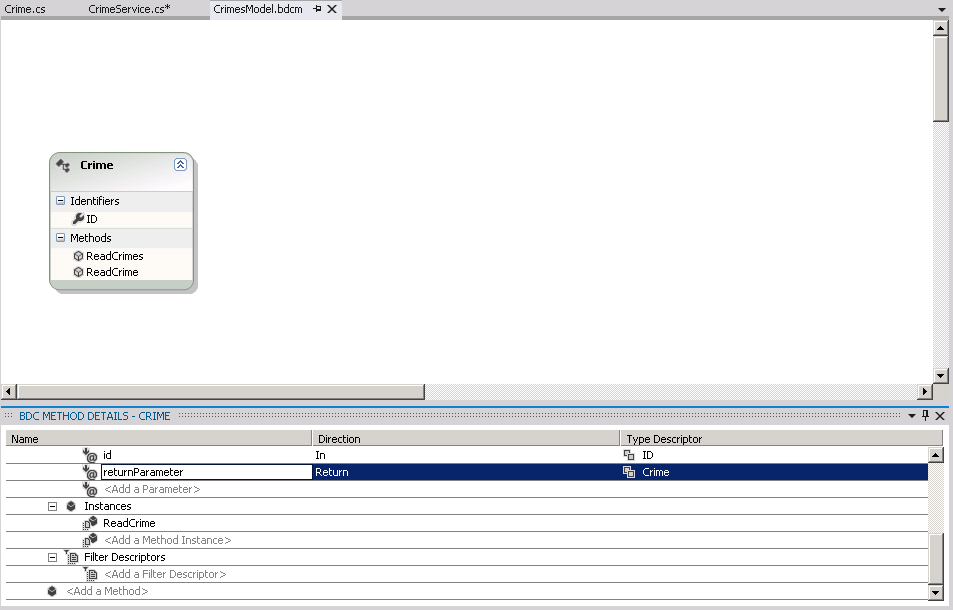 Crime.cs CrimeService.cs* CrimesModel.bdcm
Crime
Identifiers
ID
Methods
ReadCrimes
ReadCrime
BDC METHOD DETAILS - CRIME
Name Direction Type Descriptor
id In ID
returnParameter Return Crime
<Add a Parameter>
Instances
ReadCrime
<Add a Method Instance>
Filter Descriptors
<Add a Filter Descriptor>
<Add a Method>